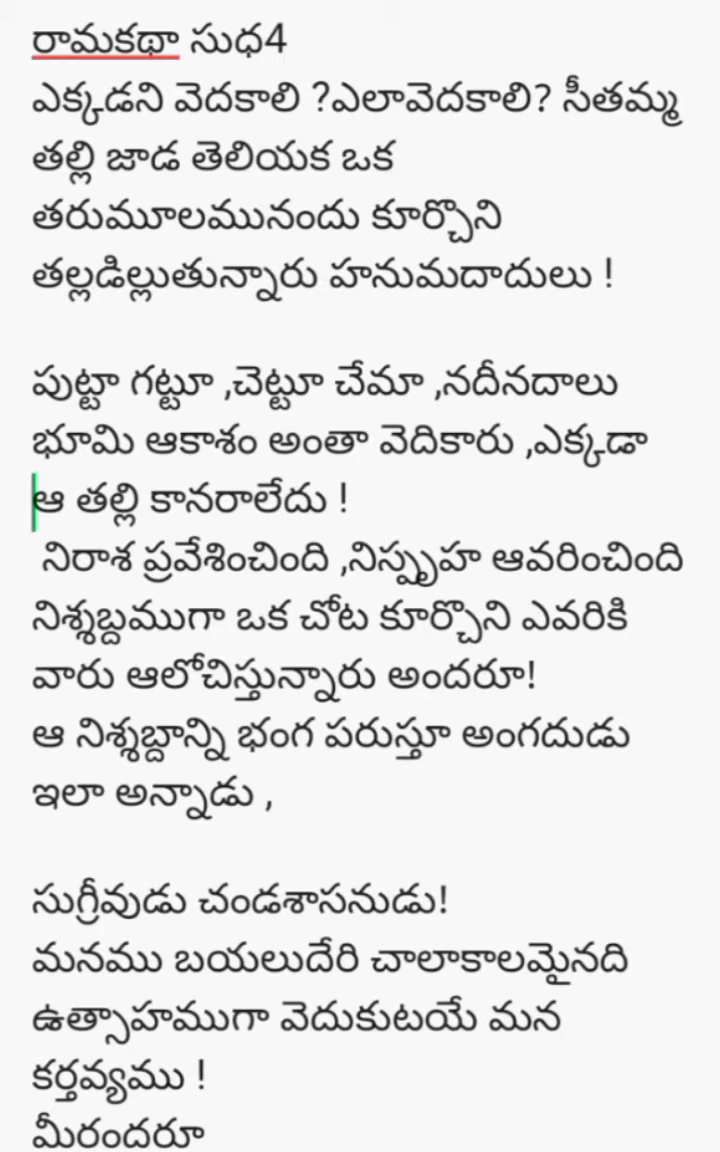 రామకథా సుధ4
ఎక్కడని వెదకాలి ?ఎలావెదకాలి? సీతమ్మ
తల్లి జాడ తెలియక ఒక
తరుమూలమునందు కూర్చొని
తల్లడిల్లుతున్నారు హనుమదాదులు !
పుట్టా గట్టూ ,చెట్టూ చేమా ,నదీనదాలు
భూమి ఆకాశం అంతా వెదికారు ,ఎక్కడా
ఆ తల్లి కానరాలేదు !
నిరాశ ప్రవేశించింది ,నిస్పృహ ఆవరించింది
నిశ్శబ్దముగా ఒక చోట కూర్చొని ఎవరికి
వారు ఆలోచిస్తున్నారు అందరూ!
ఆ నిశ్శబ్దాన్ని భంగ పరుస్తూ అంగదుడు
ఇలా అన్నాడు ,
సుగ్రీవుడు చండశాసనుడు!
మనము బయలుదేరి చాలాకాలమైనది
ఉత్సాహముగా వెదుకుటయే మన
కర్తవ్యము !
మీరందరూ